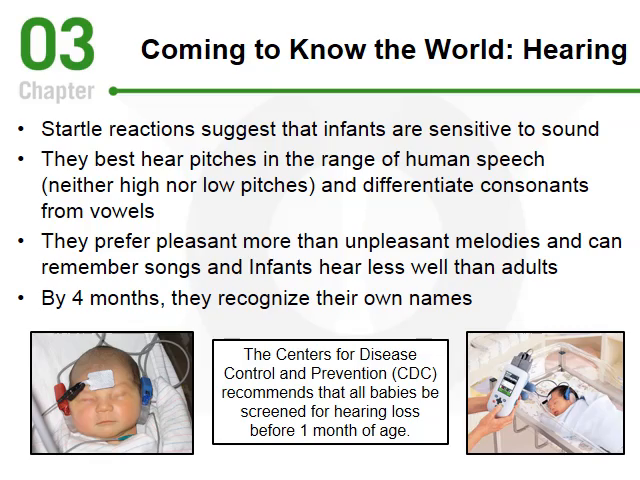 03
Chapter
Coming to Know the World: Hearing
• Startle reactions suggest that infants are sensitive to sound
• They best hear pitches in the range of human speech
(neither high nor low pitches) and differentiate consonants
from vowels
• They prefer pleasant more than unpleasant melodies and can
remember songs and Infants hear less well than adults
• By 4 months, they recognize their own names
The Centers for Disease
Control and Prevention (CDC)
recommends that all babies be
screened for hearing loss
before 1 month of age.